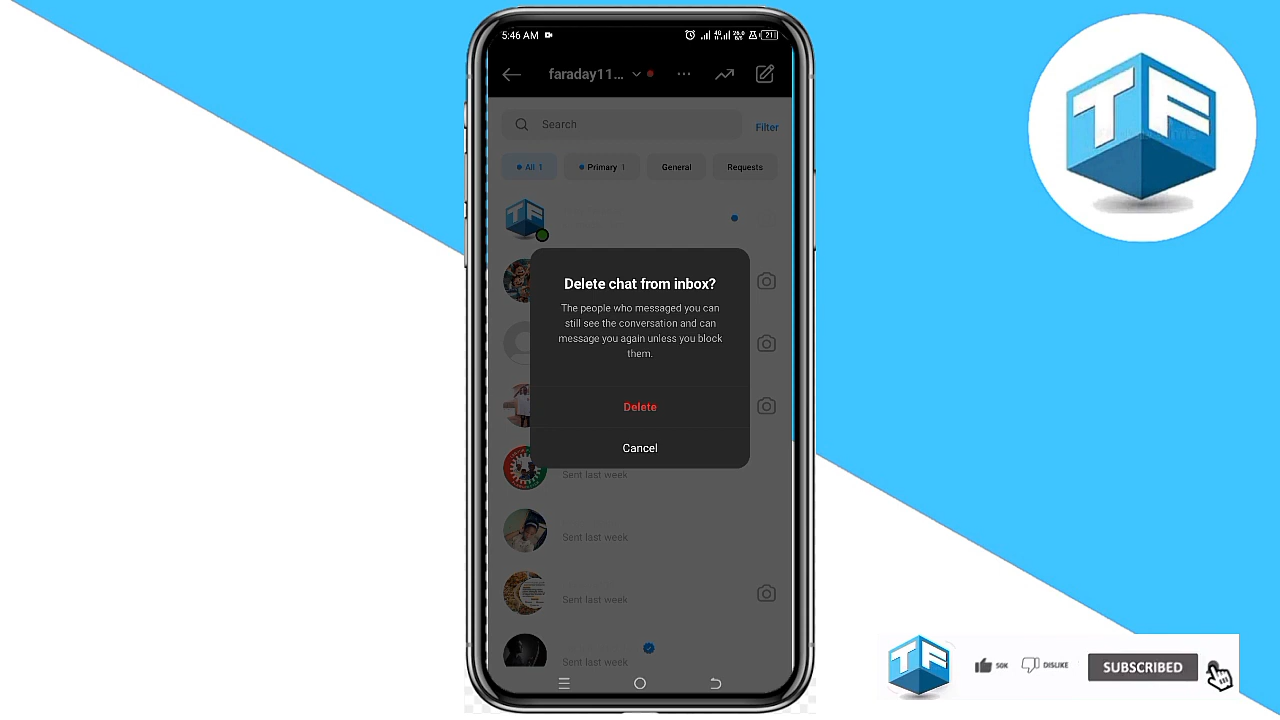 5:46 AM
21
faraday11...
Search
Filter
All 1
Primary 1
General
Requests
Delete chat from inbox?
The people who messaged you can
still see the conversation and can
message you again unless you block
them.
Delete
Cancel
Sent last week
Sent last week
Sent last week
Sent last week
TF
TF
50K
DISLIKE
SUBSCRIBED